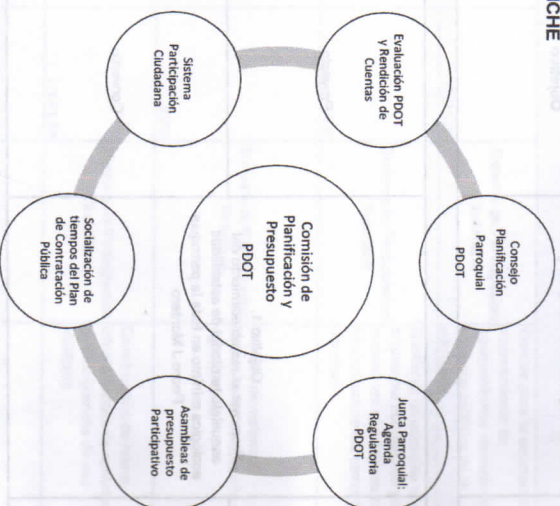 ICHE
Consejo
Planificación
Parroquial
PDOT
Junta Parroquial:
Agenda
Regulatoria
PDOT
Asambleas de
presupuesto
Participativo
Socialización de
tiempos del Plan
de Contratación
Pública
Sistema
Participación
Ciudadana
Evaluación PDOT
y Rendición de
Cuentas
Comisión de
Planificación y
Presupuesto
PDOT